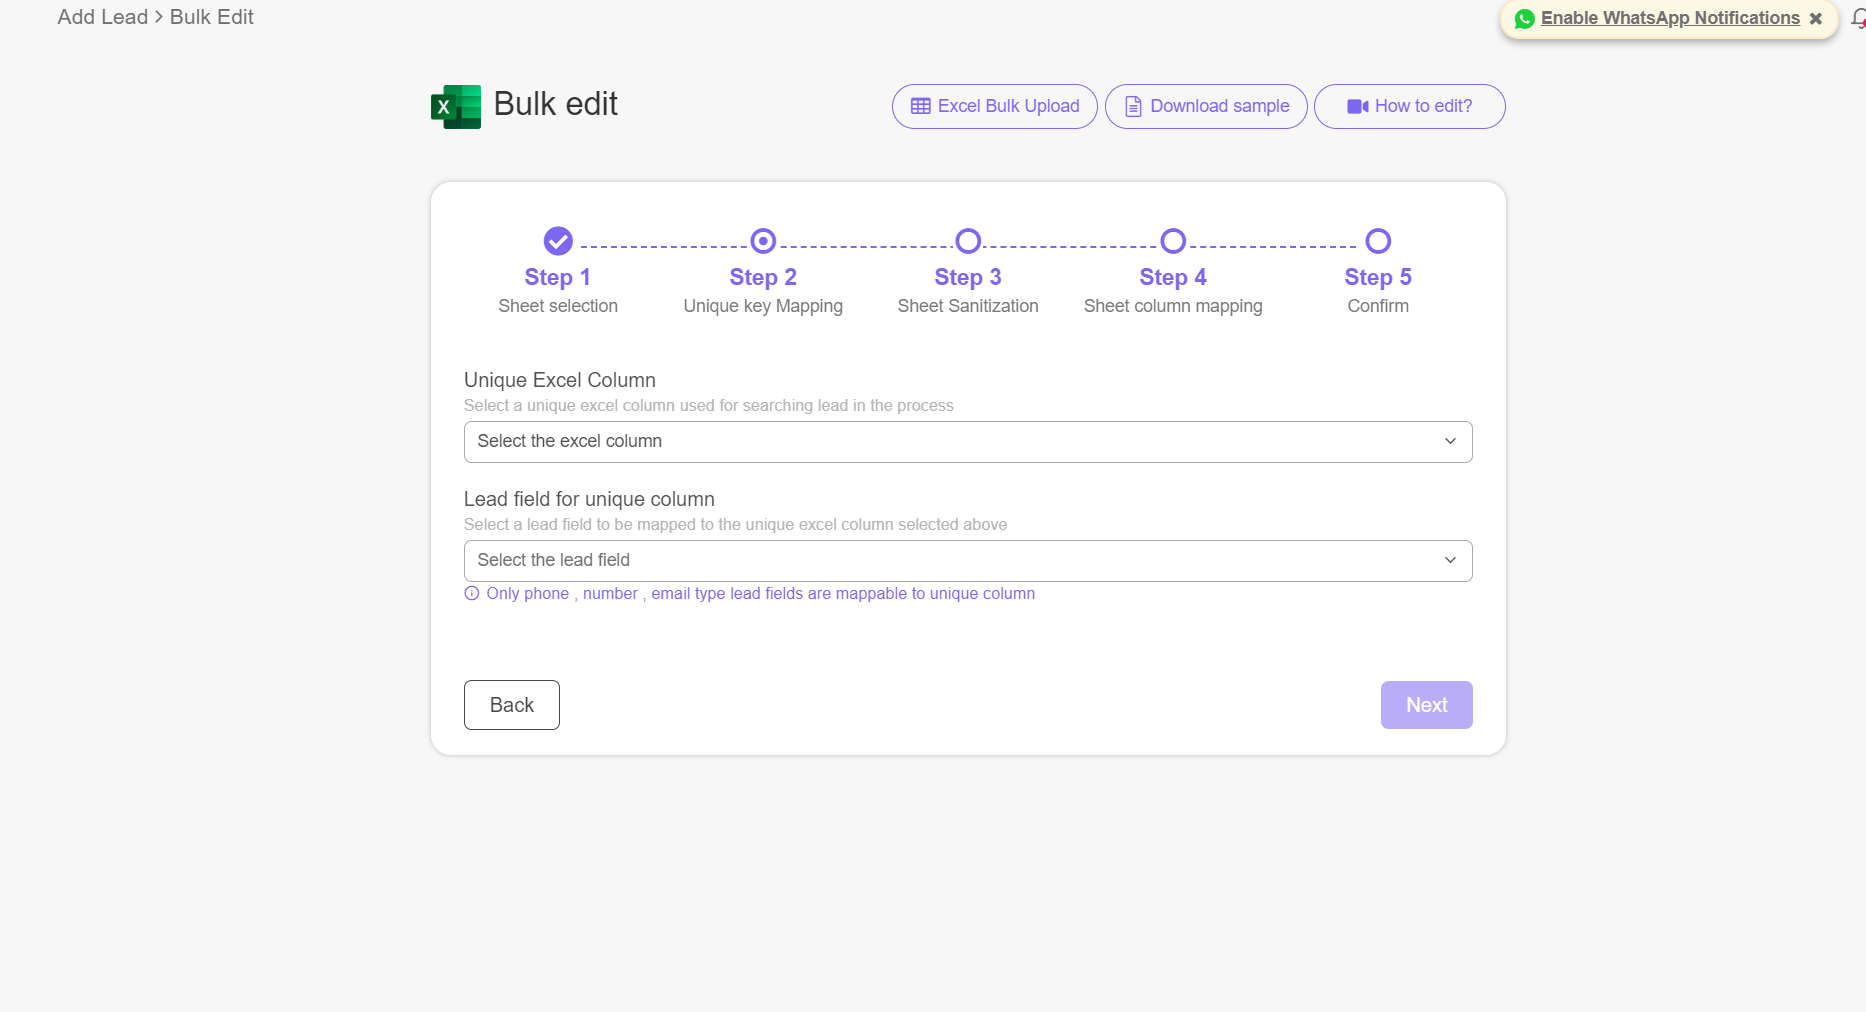 Add Lead > Bulk Edit
Enable WhatsApp Notifications
Bulk edit
Excel Bulk Upload
Download sample
How to edit?
Step 1
Step 2
Step 3
Step 4
Step 5
Sheet selection
Unique key Mapping
Sheet Sanitization
Sheet column mapping
Confirm
Unique Excel Column
Select a unique excel column used for searching lead in the process
Select the excel column
Lead field for unique column
Select a lead field to be mapped to the unique excel column selected above
Select the lead field
Only phone , number , email type lead fields are mappable to unique column
Back
Next